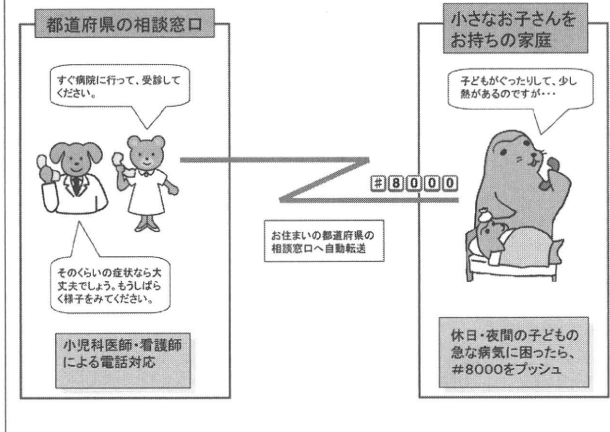 都道府県の相談窓口
すぐ病院に行って、受診して
ください。
そのくらいの症状なら大
丈夫でしょう。もうしばら
く様子をみてください。
小児科医師・看護師
による電話対応
#8000
お住まいの都道府県の
相談窓口へ自動転送
小さなお子さんを
お持ちの家庭
子どもがぐったりして、少し
熱があるのですが・・・
休日・夜間の子どもの
急な病気に困ったら、
#8000をプッシュ